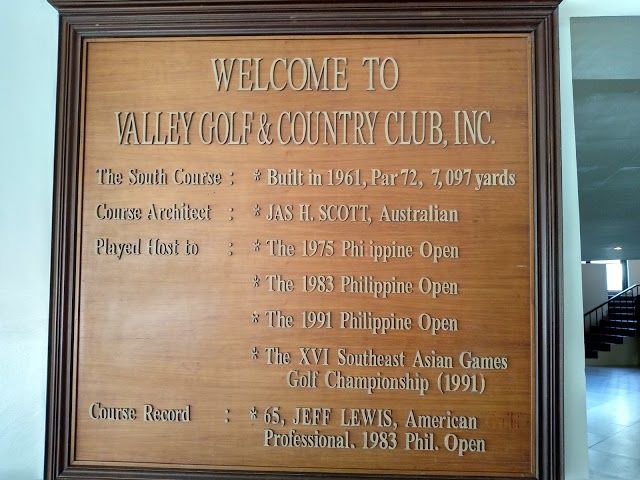 WELCOME TO
VALLEY GOLF & COUNTRY CLUB, INC.
The South Course : * Built in 1961, Par 72, 7,097 yards
Course Architect : * JAS H. SCOTT, Australian
Played Host to : * The 1975 Phi ippine Open
* The 1983 Philippine Open
* The 1991 Philippine Open
* The XVI Southeast Asian Games
Golf Championship (1991)
Course Record : * 65, JEFF LEWIS, American
Professional. 1983 Phil. Open